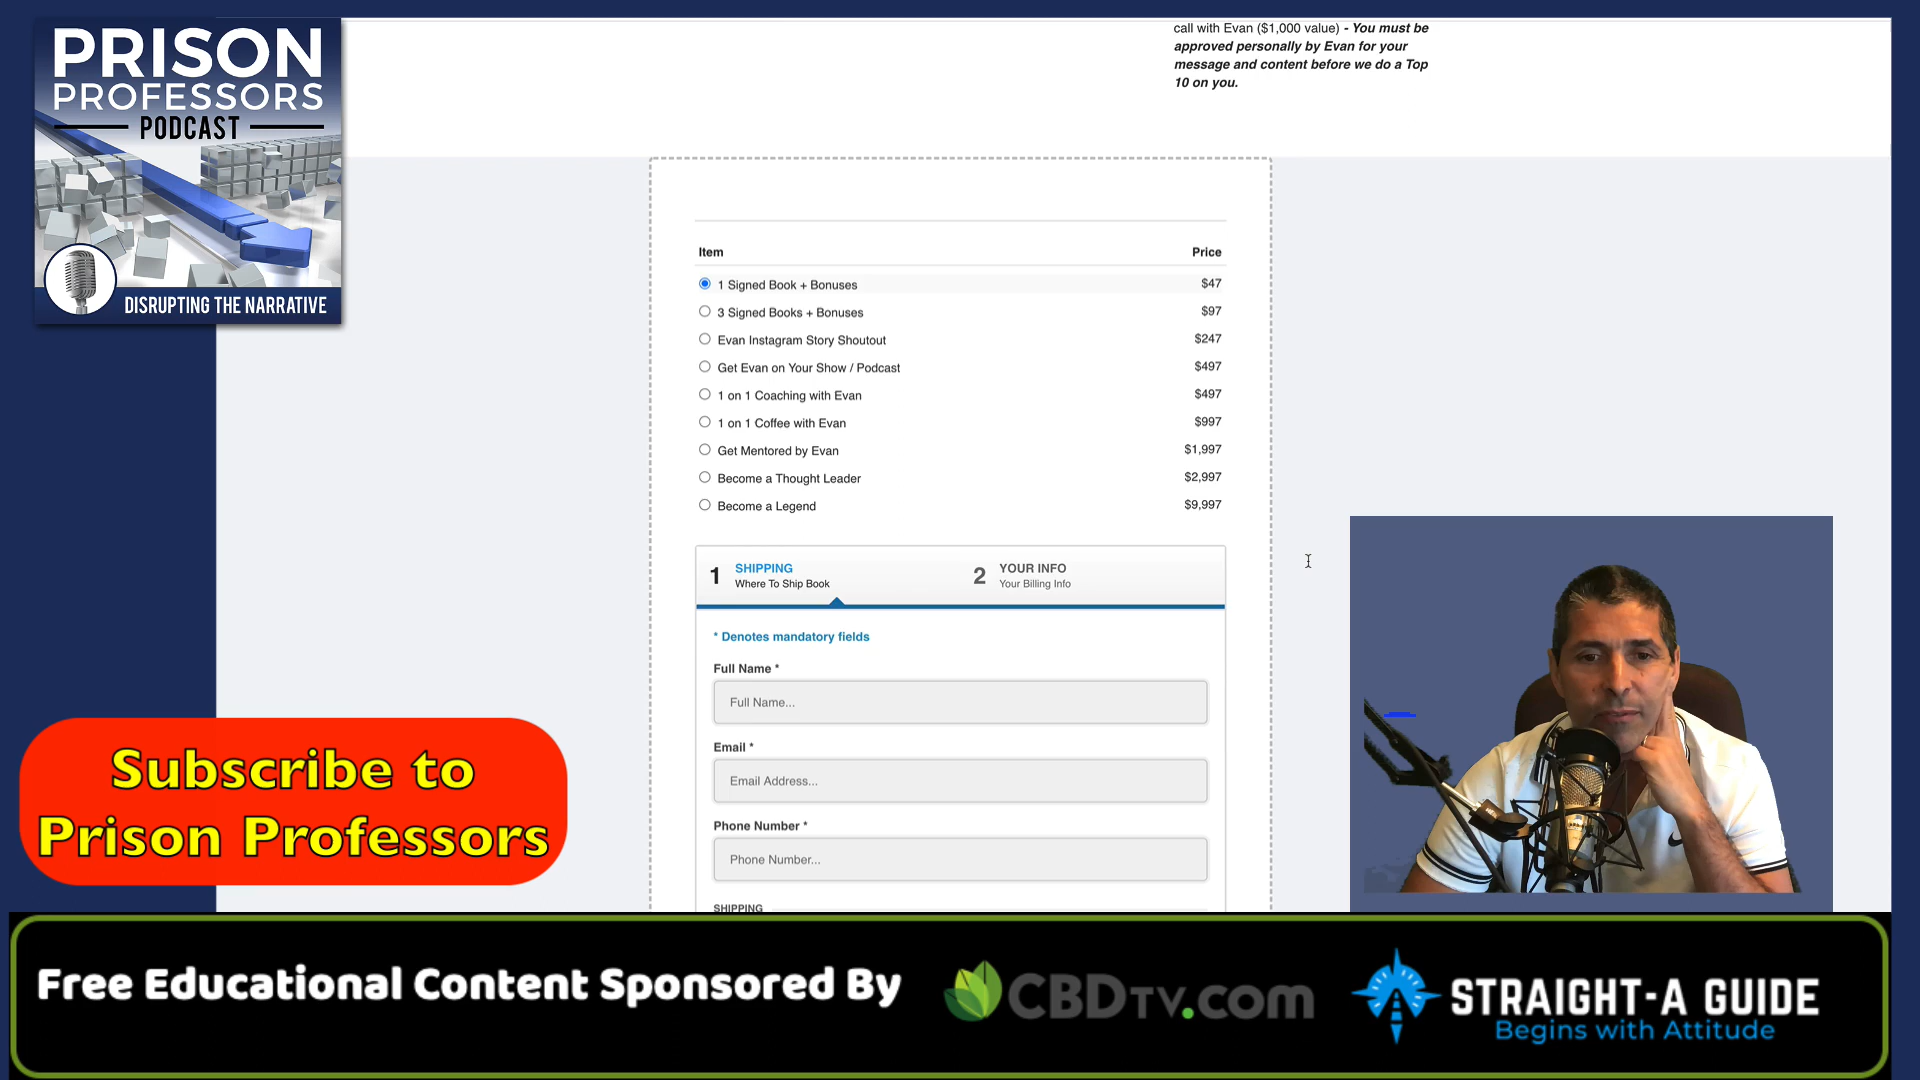 PRISON
PROFESSORS
PODCAST
DISRUPTING THE NARRATIVE
call with Evan ($1,000 value) - You must be
approved personally by Evan for your
message and content before we do a Top
10 on you.
Item Price
1 Signed Book + Bonuses $47
3 Signed Books + Bonuses $97
Evan Instagram Story Shoutout $247
Get Evan on Your Show / Podcast $497
1 on 1 Coaching with Evan $497
1 on 1 Coffee with Evan $997
Get Mentored by Evan $1,997
Become a Thought Leader $2,997
Become a Legend $9,997
1 SHIPPING 2 YOUR INFO
Where To Ship Book Your Billing Info
* Denotes mandatory fields
Full Name *
Full Name...
Email *
Email Address...
Phone Number *
Phone Number...
SHIPPING
Subscribe to
Prison Professors
Free Educational Content Sponsored By
CBDTV.com
STRAIGHT-A GUIDE
Begins with Attitude